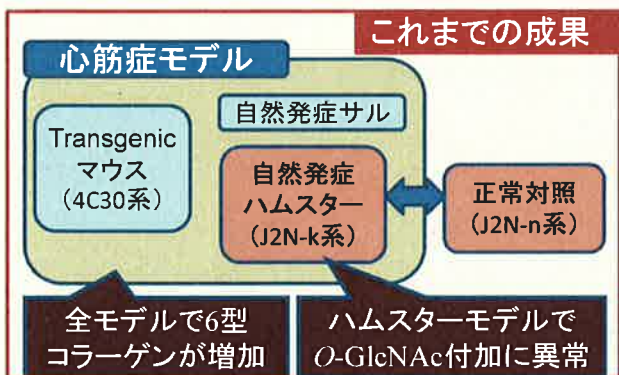 これまでの成果
心筋症モデル
Transgenic
マウス
(4C30系)
自然発症サル
自然発症
ハムスター
(J2N-k系)
正常対照
(J2N-n系)
全モデルで6型
コラーゲンが増加
ハムスターモデルで
O-GlcNAc付加に異常